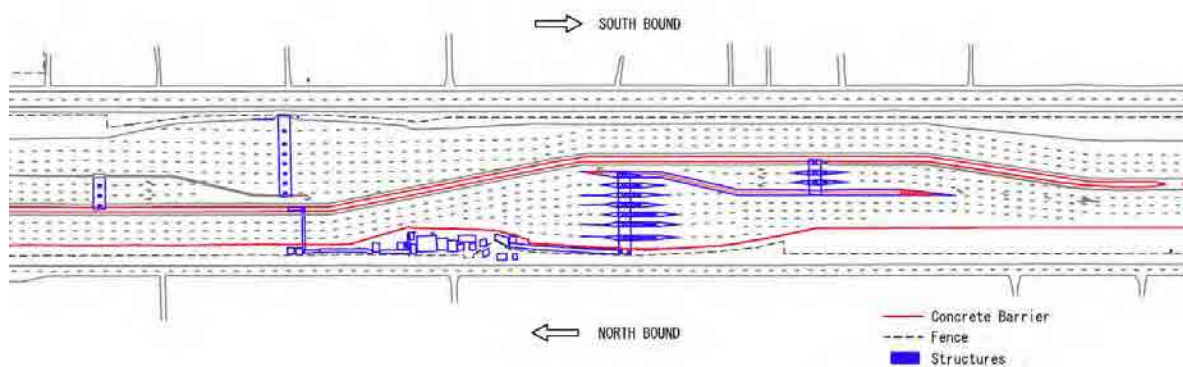 SOUTH BOUND
NORTH BOUND
Concrete Barrier
Fence
Structures